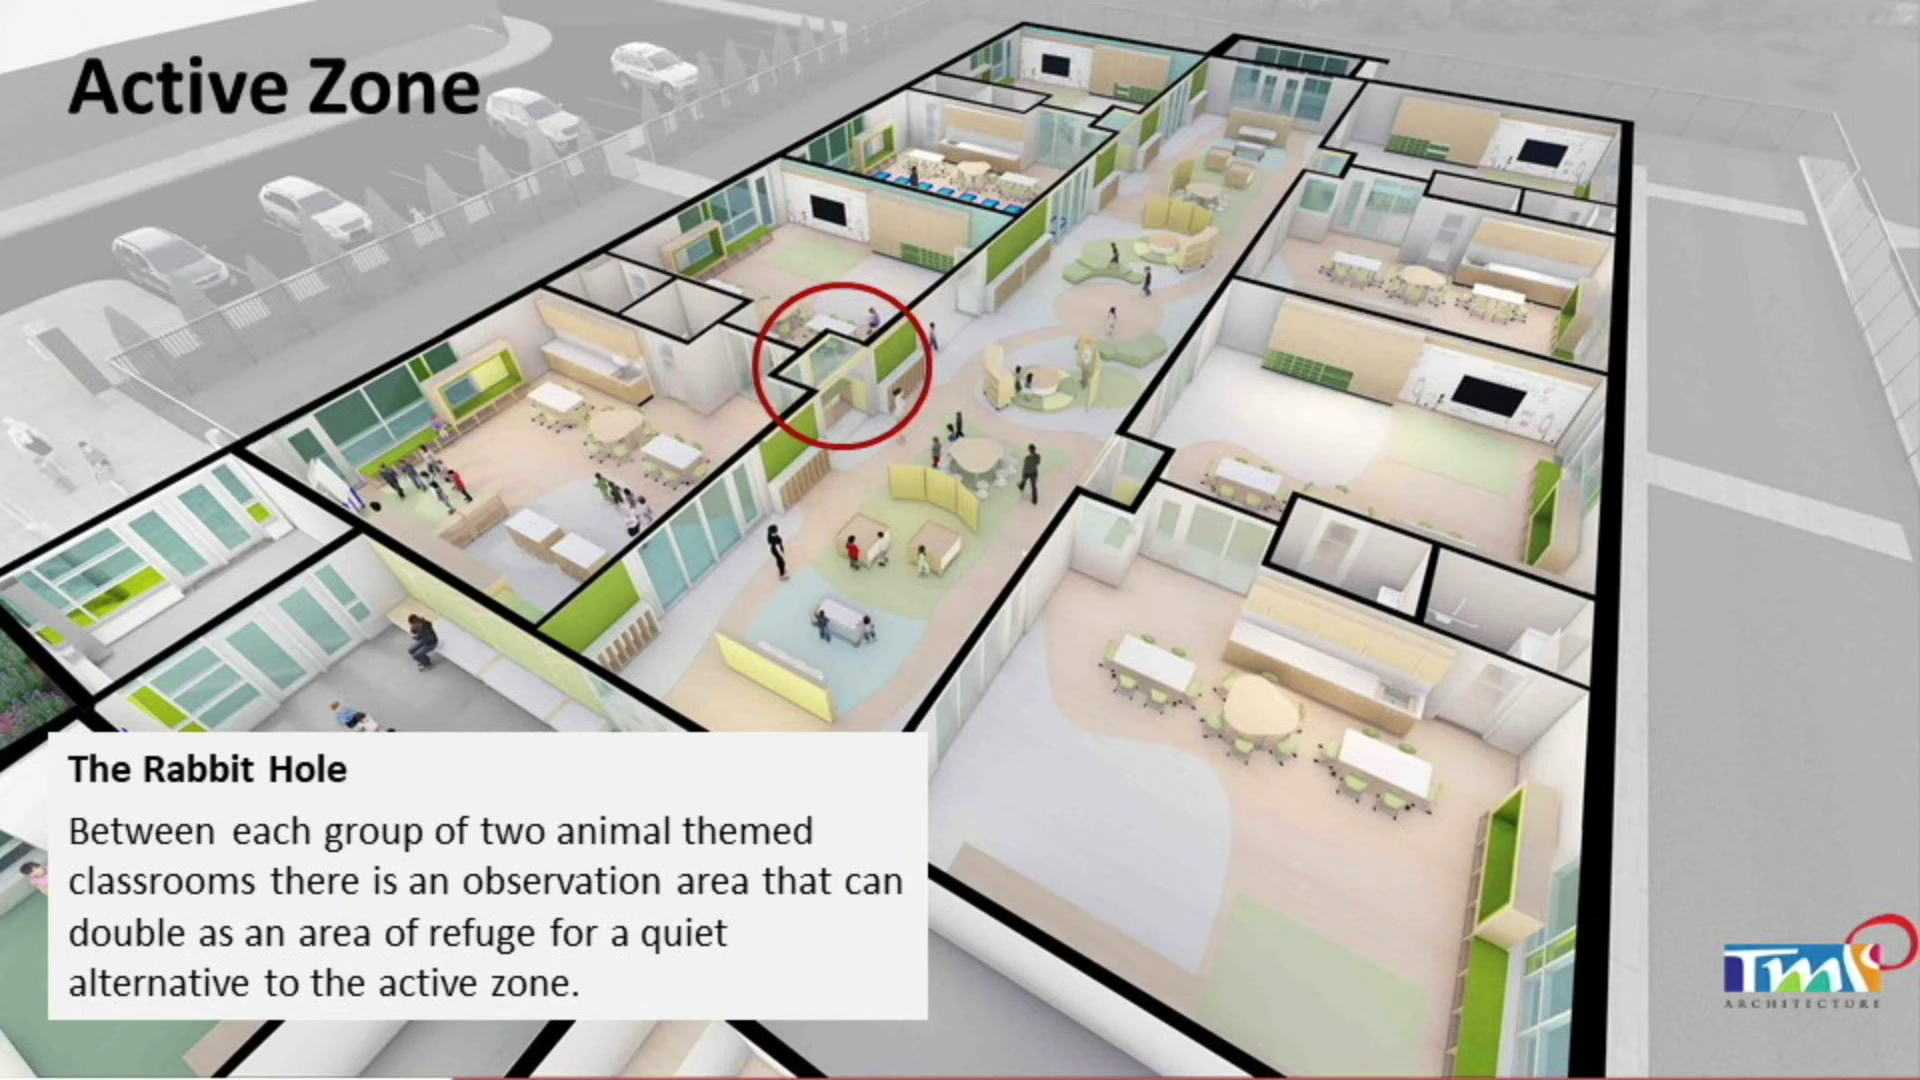 Active Zone
The Rabbit Hole
Between each group of two animal themed
classrooms there is an observation area that can
double as an area of refuge for a quiet
alternative to the active zone.
TMP
ARCHITECTURE